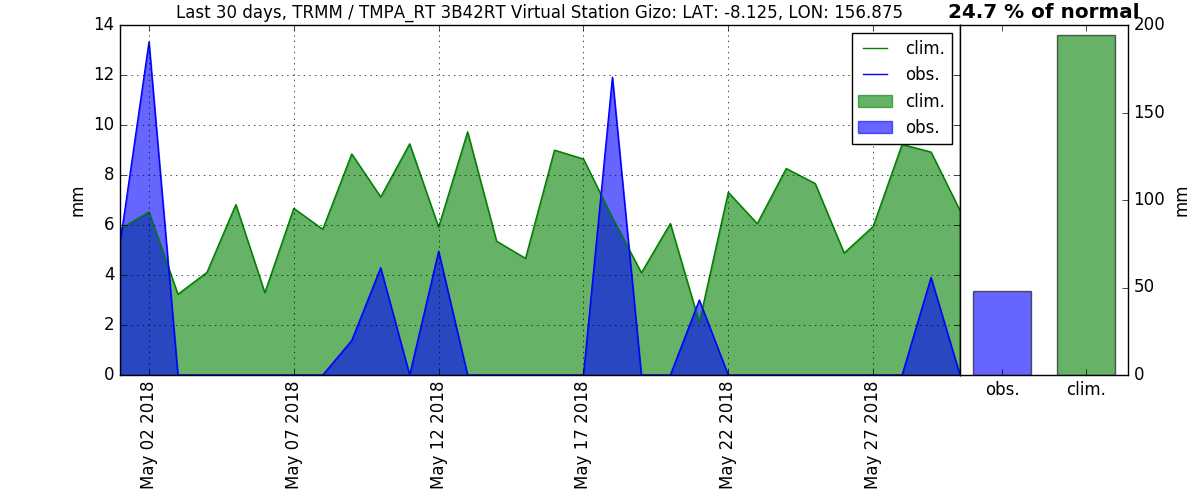 Last 30 days, TRMM / TMPA_RT 3B42RT Virtual Station Gizo: LAT: -8.125, LON: 156.875
24.7 % of normal
14
12
10
8
6
4
2
0
mm
clim.
obs.
clim.
obs.
May 02 2018
May 07 2018
May 12 2018
May 17 2018
May 22 2018
May 27 2018
200
150
100
50
0
mm
obs.
clim.